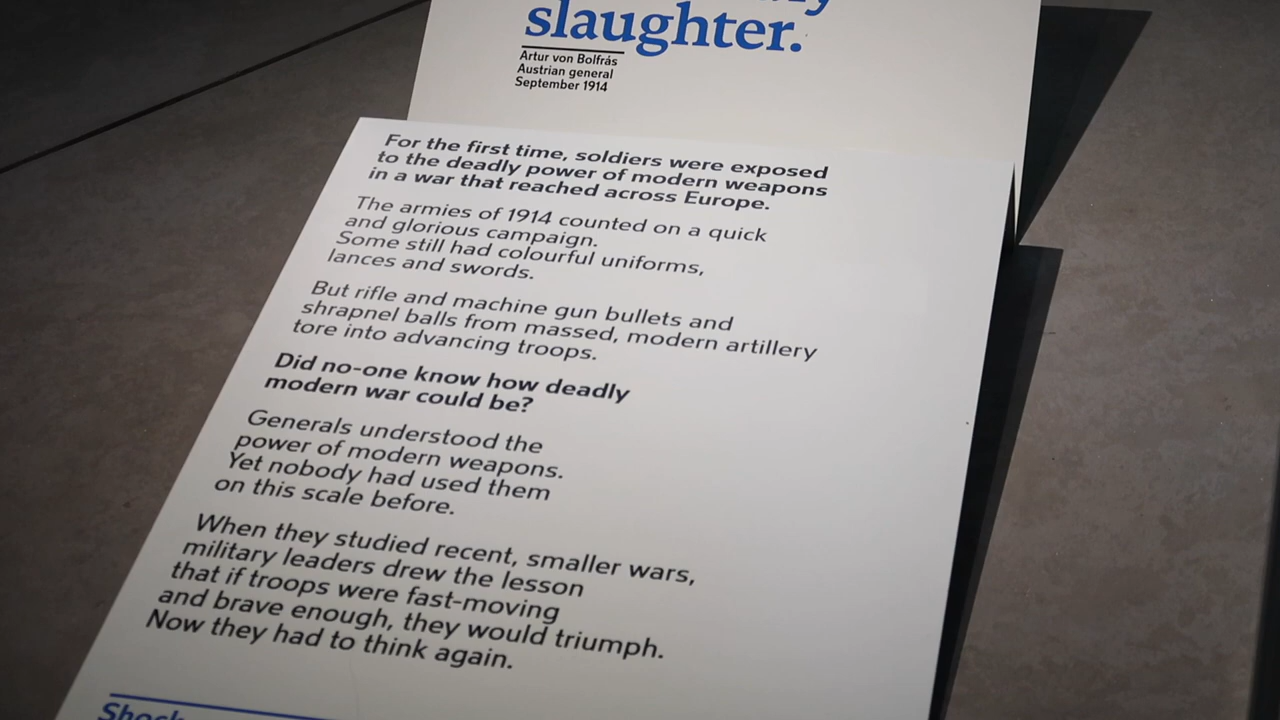 slaughter.
Artur von Bolfrás
Austrian general
September 1914
For the first time, soldiers were exposed
to the deadly power of modern weapons
in a war that reached across Europe.
The armies of 1914 counted on a quick
and glorious campaign.
Some still had colourful uniforms,
lances and swords.
But rifle and machine gun bullets and
shrapnel balls from massed, modern artillery
tore into advancing troops.
Did no-one know how deadly
modern war could be?
Generals understood the
power of modern weapons.
Yet nobody had used them
on this scale before.
When they studied recent, smaller wars,
military leaders drew the lesson
that if troops were fast-moving
and brave enough, they would triumph.
Now they had to think again.
Shock